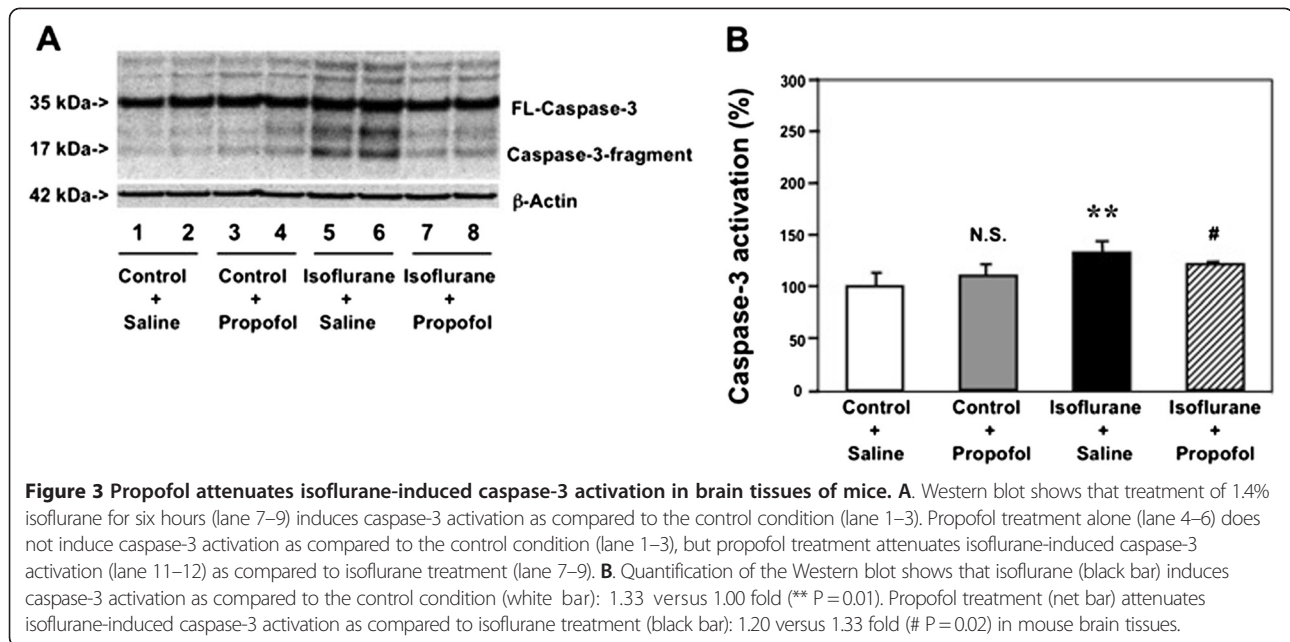 A
35 kDa->
FL-Caspase-3
17 kDa->
Caspase-3-fragment
42 kDa->
β-Actin
1 2 3 4 5 6 7 8
Control Control Isoflurane Isoflurane
+ + + +
Saline Propofol Saline Propofol
B
Caspase-3 activation (%)
300
250
200
150
100
50
0
N.S.
**
#
Control Control Isoflurane Isoflurane
+ + + +
Saline Propofol Saline Propofol
Figure 3 Propofol attenuates isoflurane-induced caspase-3 activation in brain tissues of mice. A. Western blot shows that treatment of 1.4%
isoflurane for six hours (lane 7–9) induces caspase-3 activation as compared to the control condition (lane 1–3). Propofol treatment alone (lane 4–6) does
not induce caspase-3 activation as compared to the control condition (lane 1–3), but propofol treatment attenuates isoflurane-induced caspase-3
activation (lane 11–12) as compared to isoflurane treatment (lane 7–9). B. Quantification of the Western blot shows that isoflurane (black bar) induces
caspase-3 activation as compared to the control condition (white bar): 1.33 versus 1.00 fold (** P = 0.01). Propofol treatment (net bar) attenuates
isoflurane-induced caspase-3 activation as compared to isoflurane treatment (black bar): 1.20 versus 1.33 fold (# P = 0.02) in mouse brain tissues.